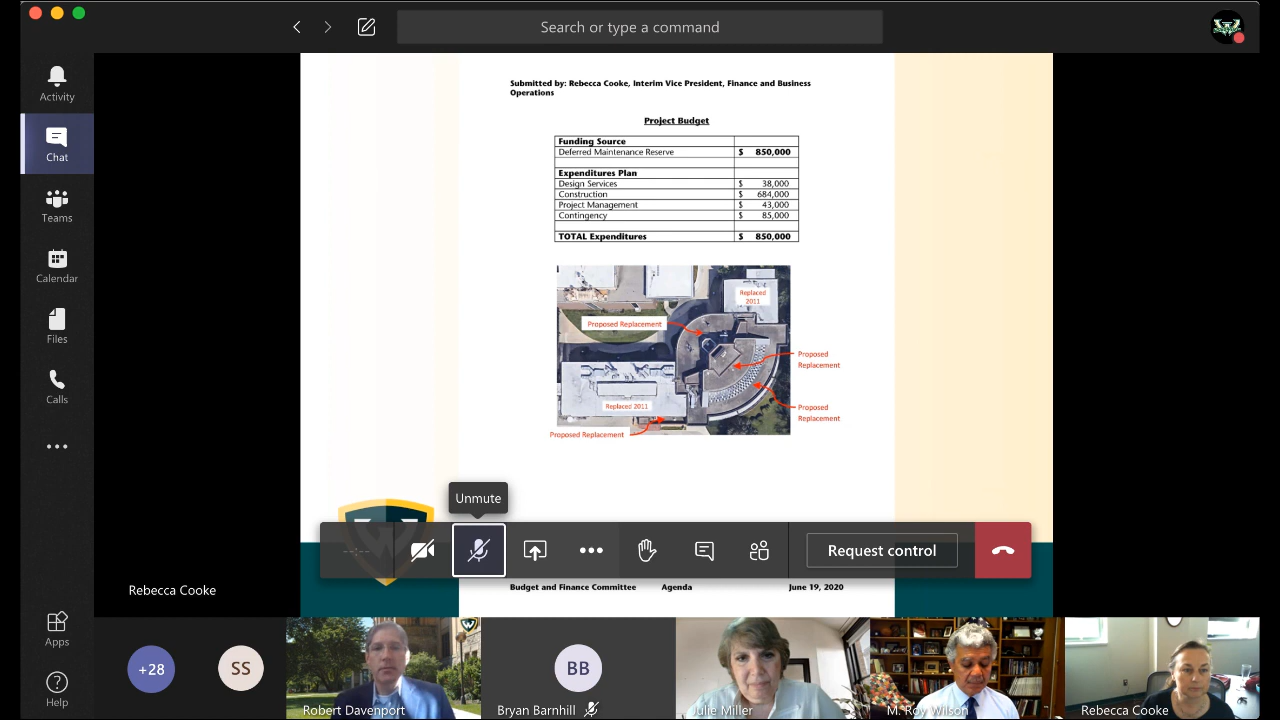 Search or type a command
Activity
Chat
Teams
Calendar
Files
Calls
Apps
Help
Submitted by: Rebecca Cooke, Interim Vice President, Finance and Business
Operations
Project Budget
Funding Source
Deferred Maintenance Reserve $ 850,000
Expenditures Plan
Design Services $ 38,000
Construction $ 684,000
Project Management $ 43,000
Contingency $ 85,000
TOTAL Expenditures $ 850,000
Replaced
2011
Proposed Replacement
Proposed
Replacement
Replaced 2011
Proposed
Replacement
Proposed Replacement
Unmute
--:--
Request control
Budget and Finance Committee Agenda June 19, 2020
Rebecca Cooke
+28
SS
BB
Robert Davenport
Bryan Barnhill
Julie Miller
M. Roy Wilson
Rebecca Cooke